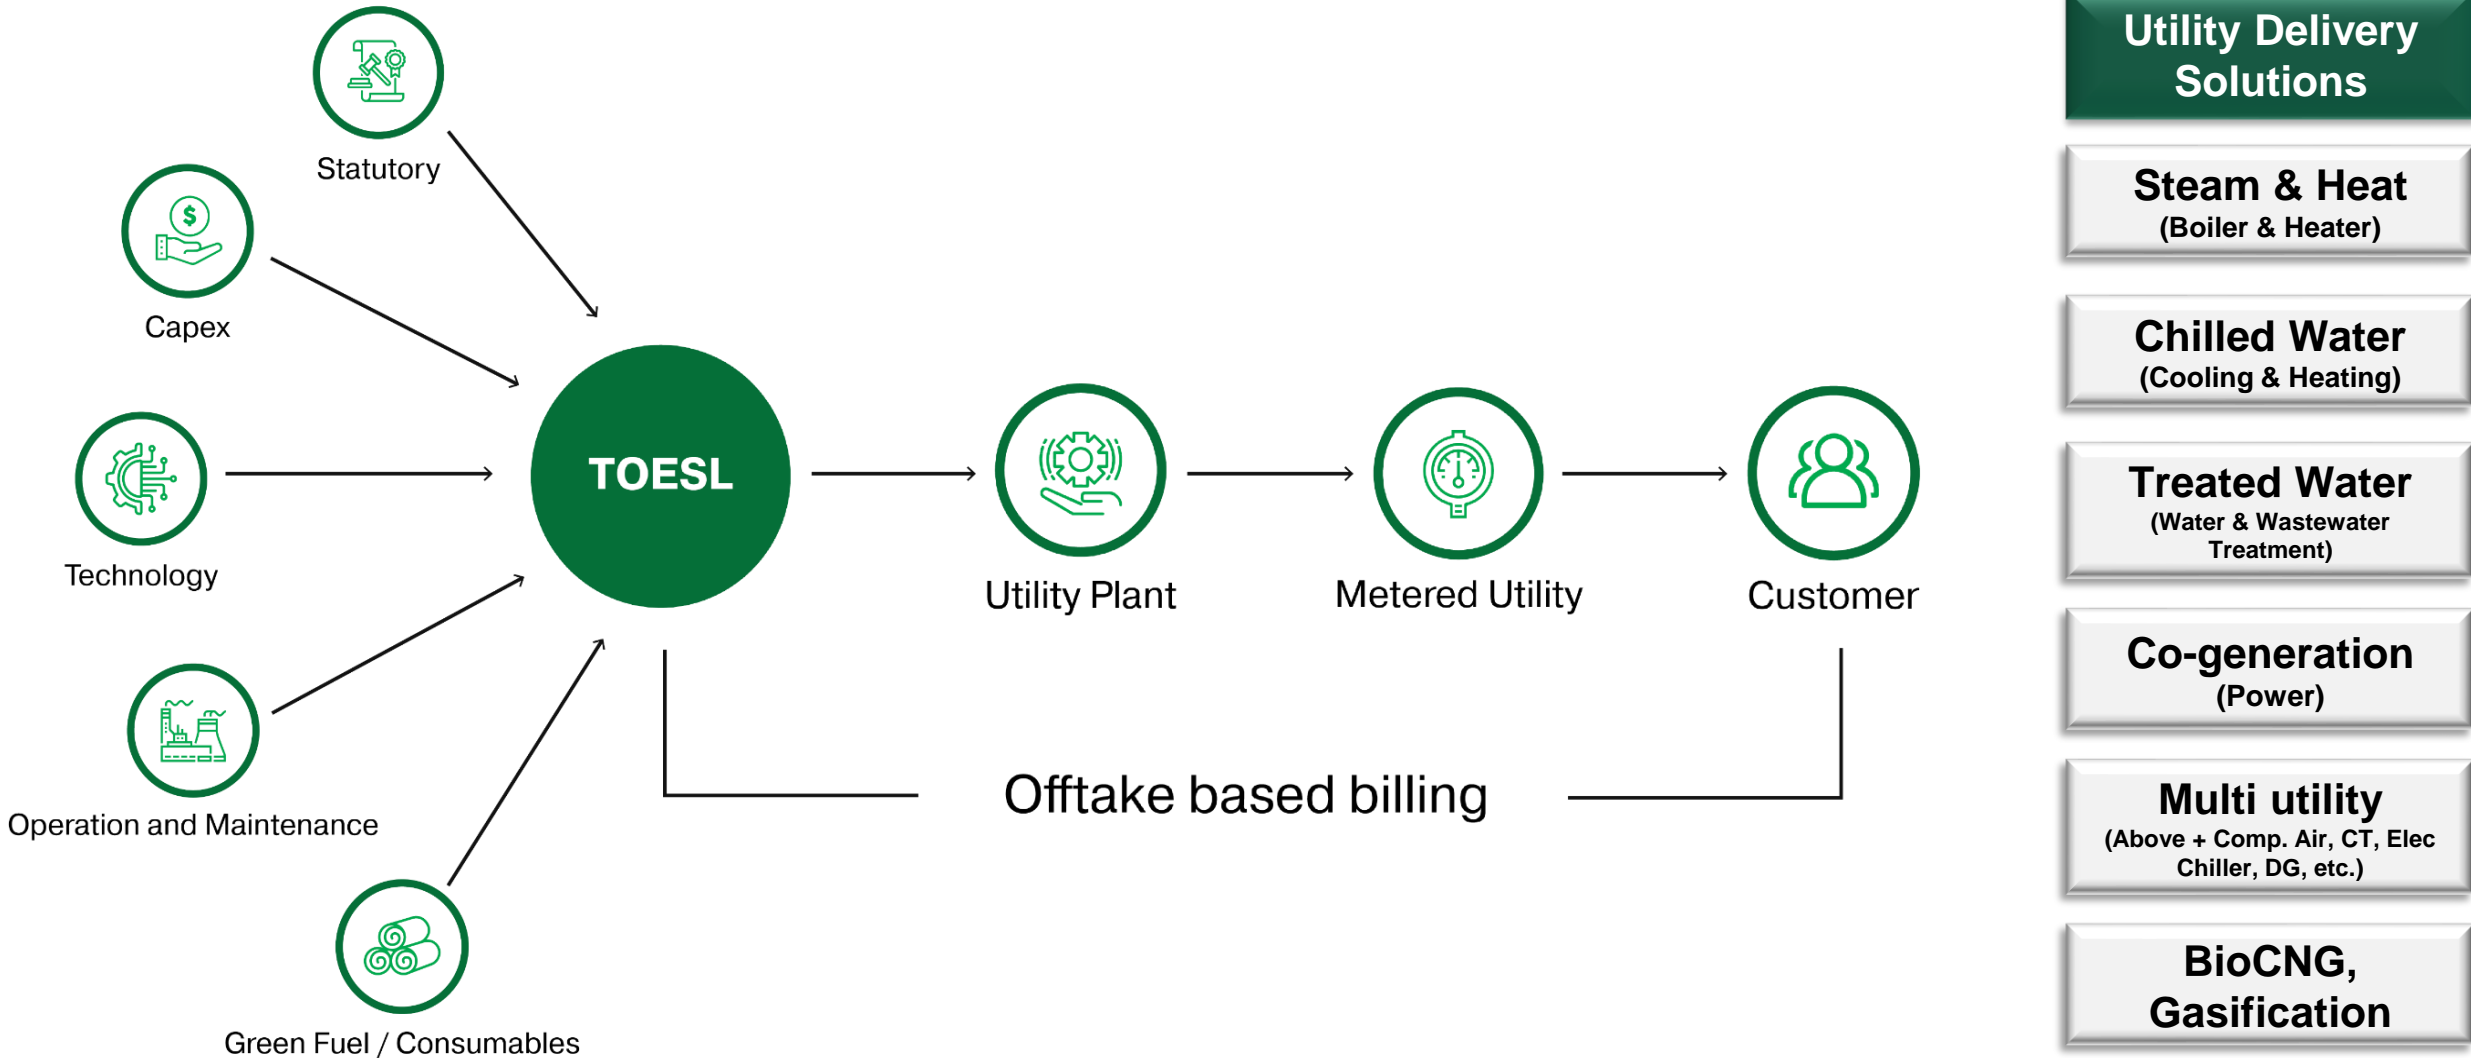 Statutory
Capex
Technology
Operation and Maintenance
Green Fuel / Consumables
TOESL
Utility Plant
Metered Utility
Customer
Offtake based billing
Utility Delivery
Solutions
Steam & Heat
(Boiler & Heater)
Chilled Water
(Cooling & Heating)
Treated Water
(Water & Wastewater
Treatment)
Co-generation
(Power)
Multi utility
(Above + Comp. Air, CT, Elec
Chiller, DG, etc.)
BioCNG,
Gasification